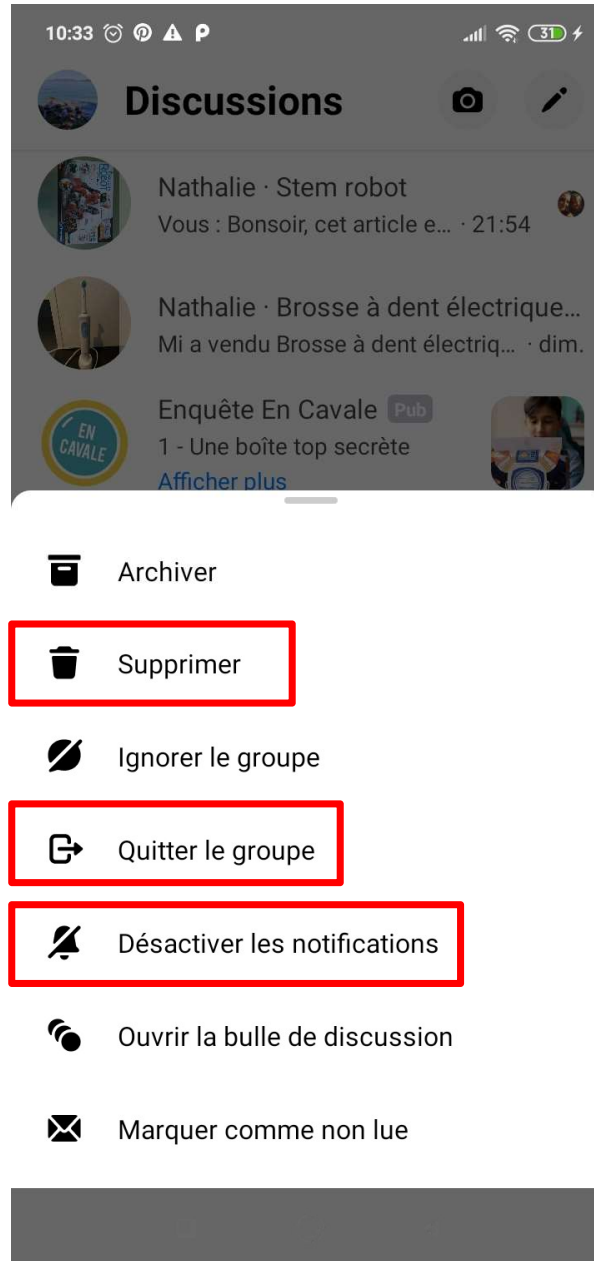 10:33
31
Discussions
Nathalie · Stem robot
Vous : Bonsoir, cet article e... · 21:54
Nathalie · Brosse à dent électrique...
Mi a vendu Brosse à dent électriq... · dim.
EN
CAVALE
Enquête En Cavale Pub
1 - Une boîte top secrète
Afficher plus
Archiver
Supprimer
Ignorer le groupe
Quitter le groupe
Désactiver les notifications
Ouvrir la bulle de discussion
Marquer comme non lue